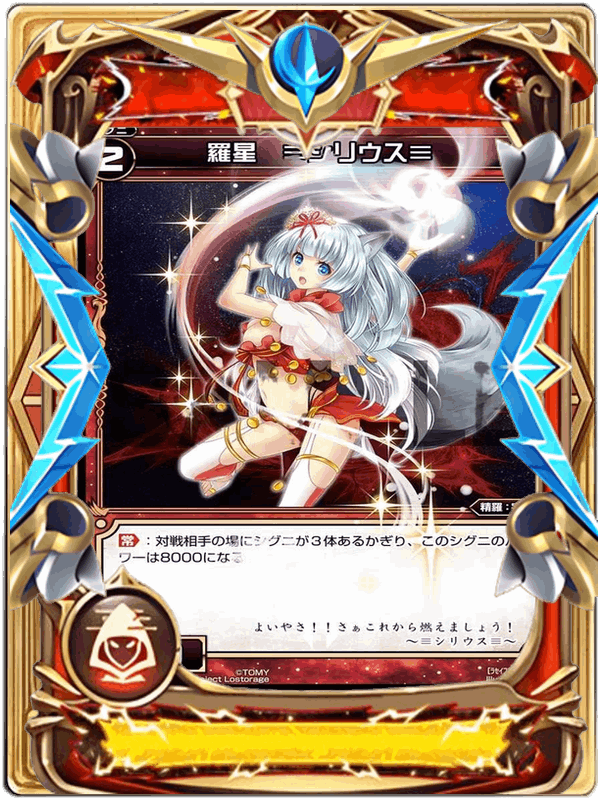 2
羅星　≡シリウス≡
精羅：
常：対戦相手の場にシグニが３体あるかぎり、このシグニの
ワーは8000にな
よいやさ！！さぁこれから燃えましょう！
～≡シリウス≡～
©TOMY
ject Lostorage